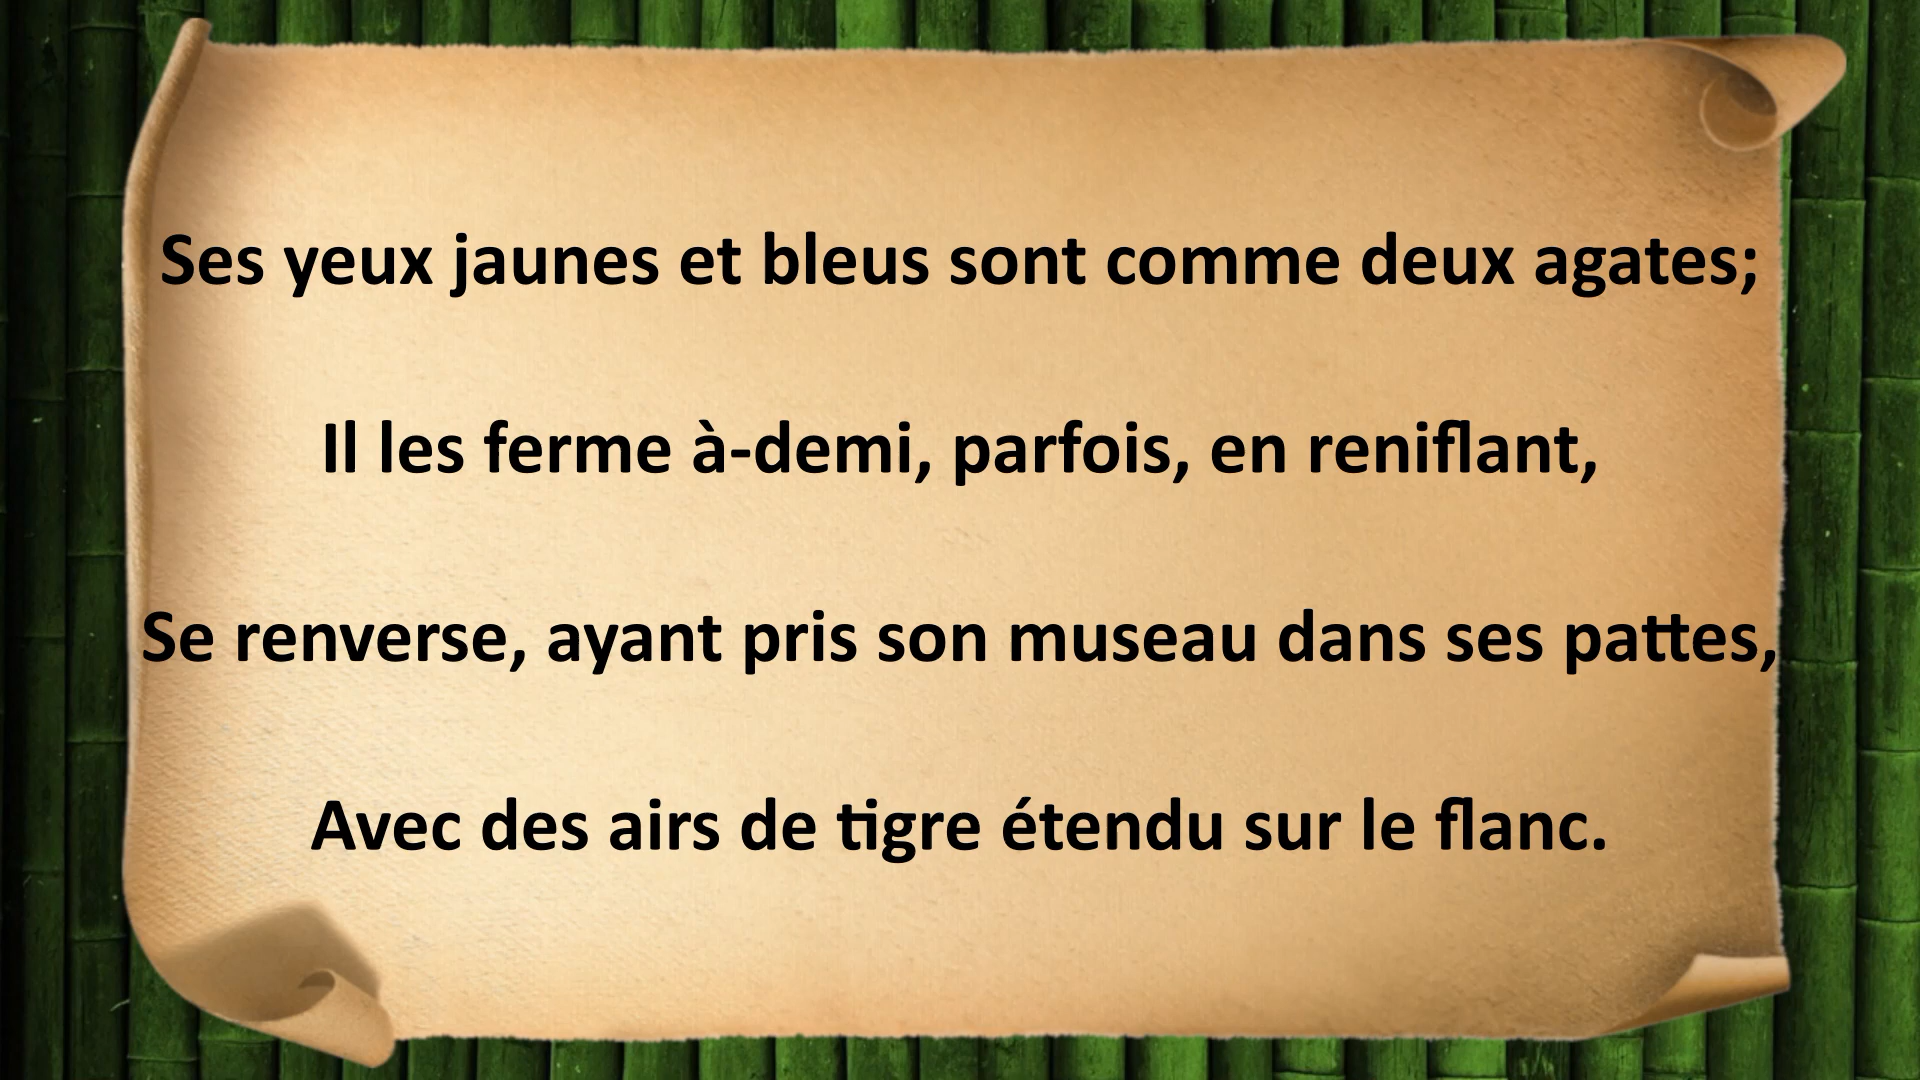 Ses yeux jaunes et bleus sont comme deux agates;
Il les ferme à-demi, parfois, en reniflant,
Se renverse, ayant pris son museau dans ses pattes,
Avec des airs de tigre étendu sur le flanc.